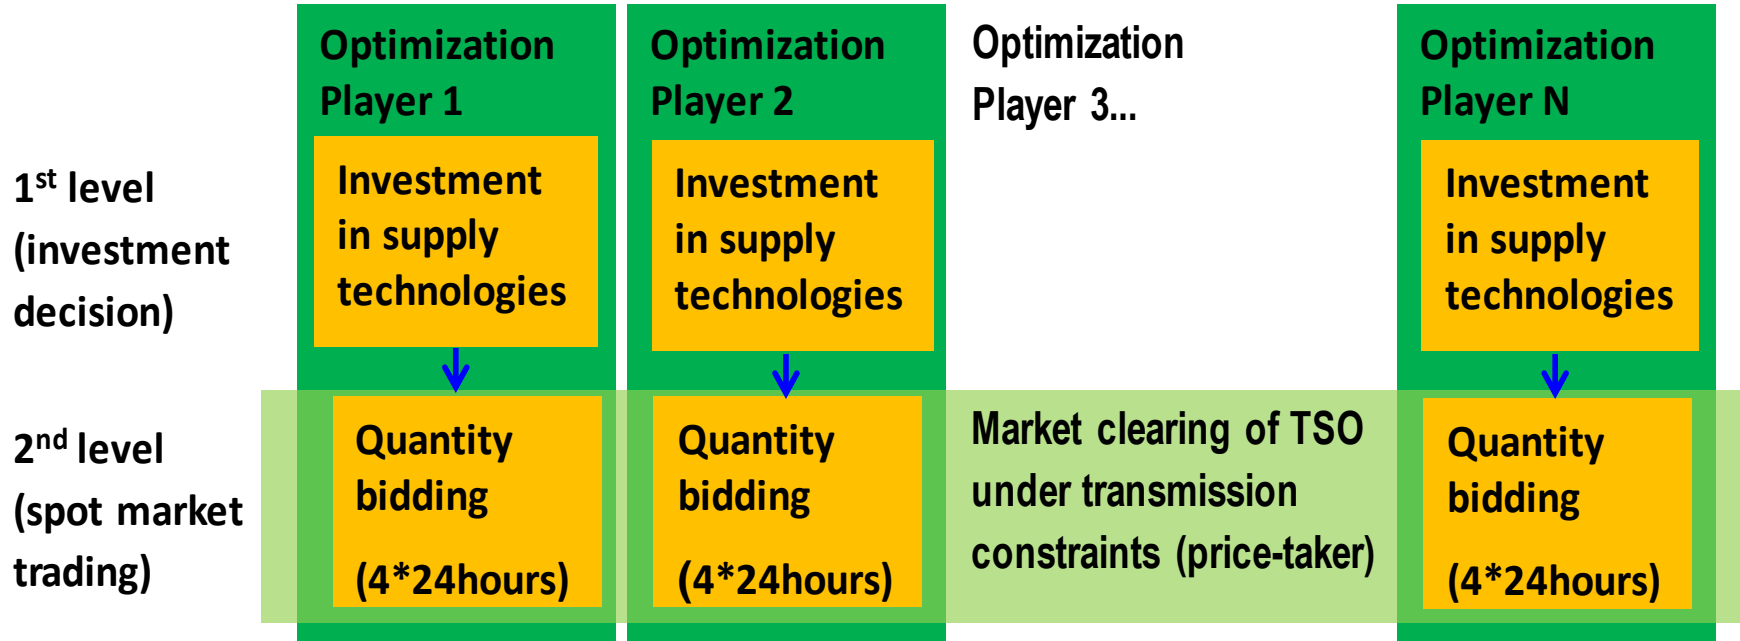 Optimization
Player 1
Optimization
Player 2
Optimization
Player 3...
Optimization
Player N
1st level
(investment
decision)
Investment
in supply
technologies
Investment
in supply
technologies
Investment
in supply
technologies
2nd level
(spot market
trading)
Quantity
bidding
(4*24hours)
Quantity
bidding
(4*24hours)
Market clearing of TSO
under transmission
constraints (price-taker)
Quantity
bidding
(4*24hours)